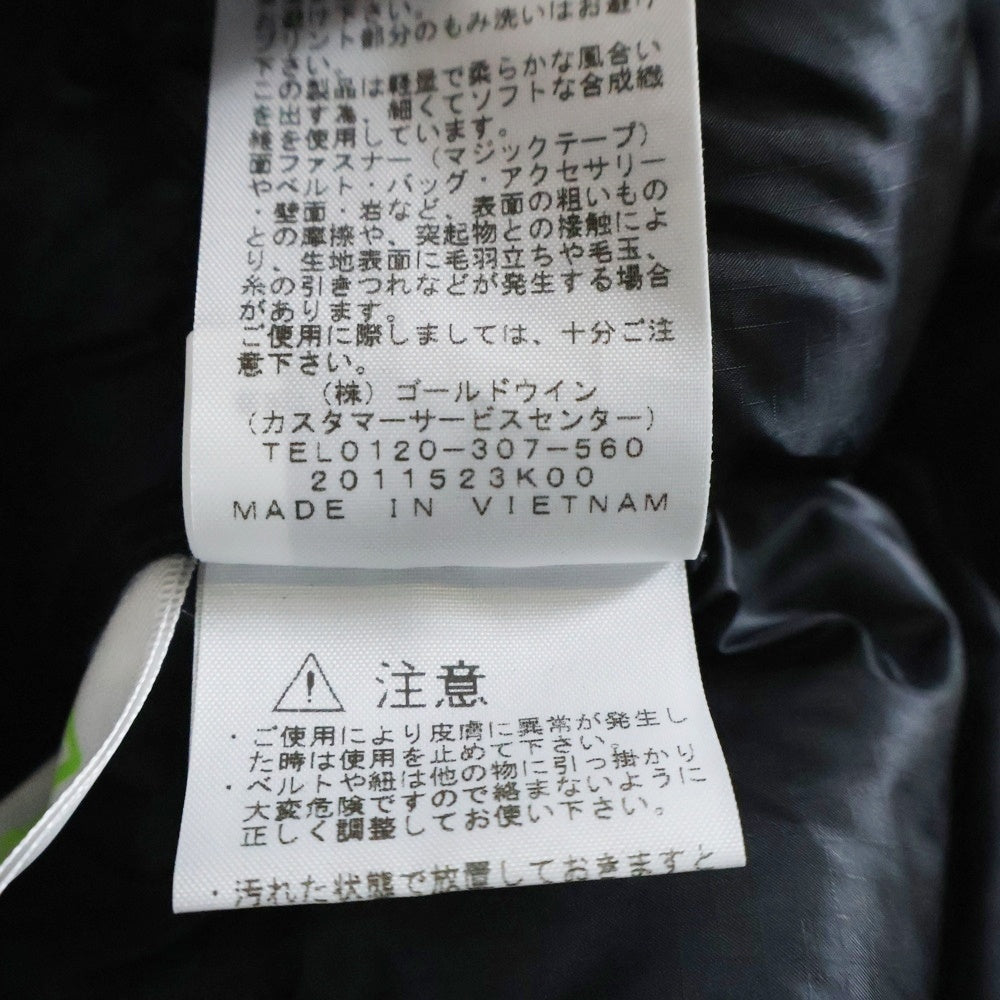 下さい。
プリント部分のもみ洗いはお避け
下さい。
この製品は軽量で柔らかな風合い
を出す為、細くてソフトな合成繊
維を使用しています。
面ファスナー（マジックテープ）
やベルト・バッグ・アクセサリー
・壁面・岩など、表面の粗いもの
との摩擦や、突起物との接触によ
り、生地表面に毛羽立ちや毛玉、
糸の引きつれなどが発生する場合
があります。
ご使用に際しましては、十分ご注
意下さい。
（株）ゴールドウイン
（カスタマーサービスセンター）
TEL0120-307-560
2011523K00
MADE IN VIETNAM
注意
・ご使用により皮膚に異常が発生し
た時は使用を止めて下さい。
・ベルトや紐は他の物に引っ掛かり
大変危険ですので絡まないように
正しく調整してお使い下さい。
・汚れた状態で放置しておきますと